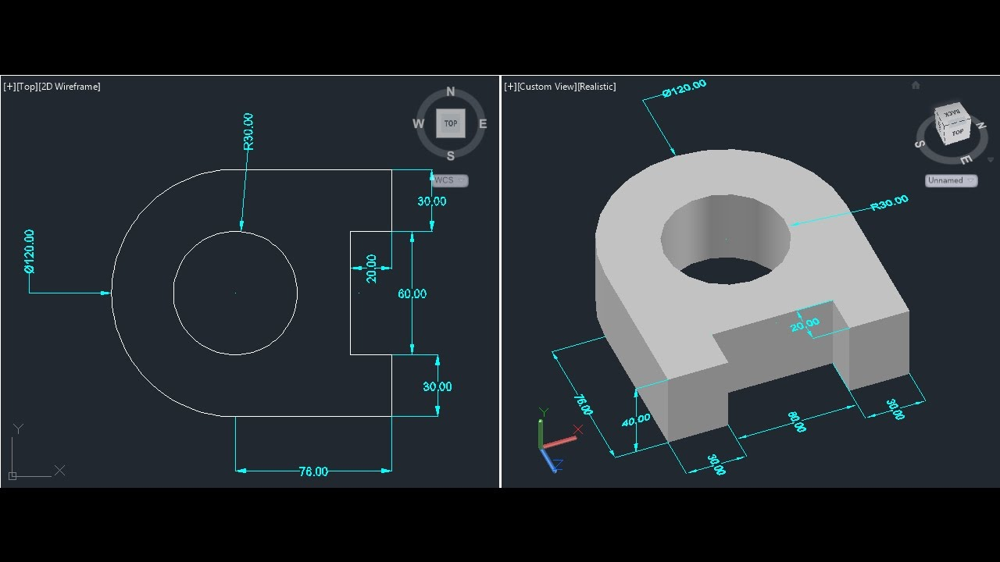 [+][Top][2D Wireframe]
N
W TOP E
S
WCS
R30.00
30.00
Ø120.00
20.00
60.00
30.00
76.00
Y
X
[+][Custom View][Realistic]
Ø120.00
BACK
TOP
N
S
E
Unnamed
R30.00
20.00
76.00
40.00
60.00
30.00
30.00
Y
X
Z